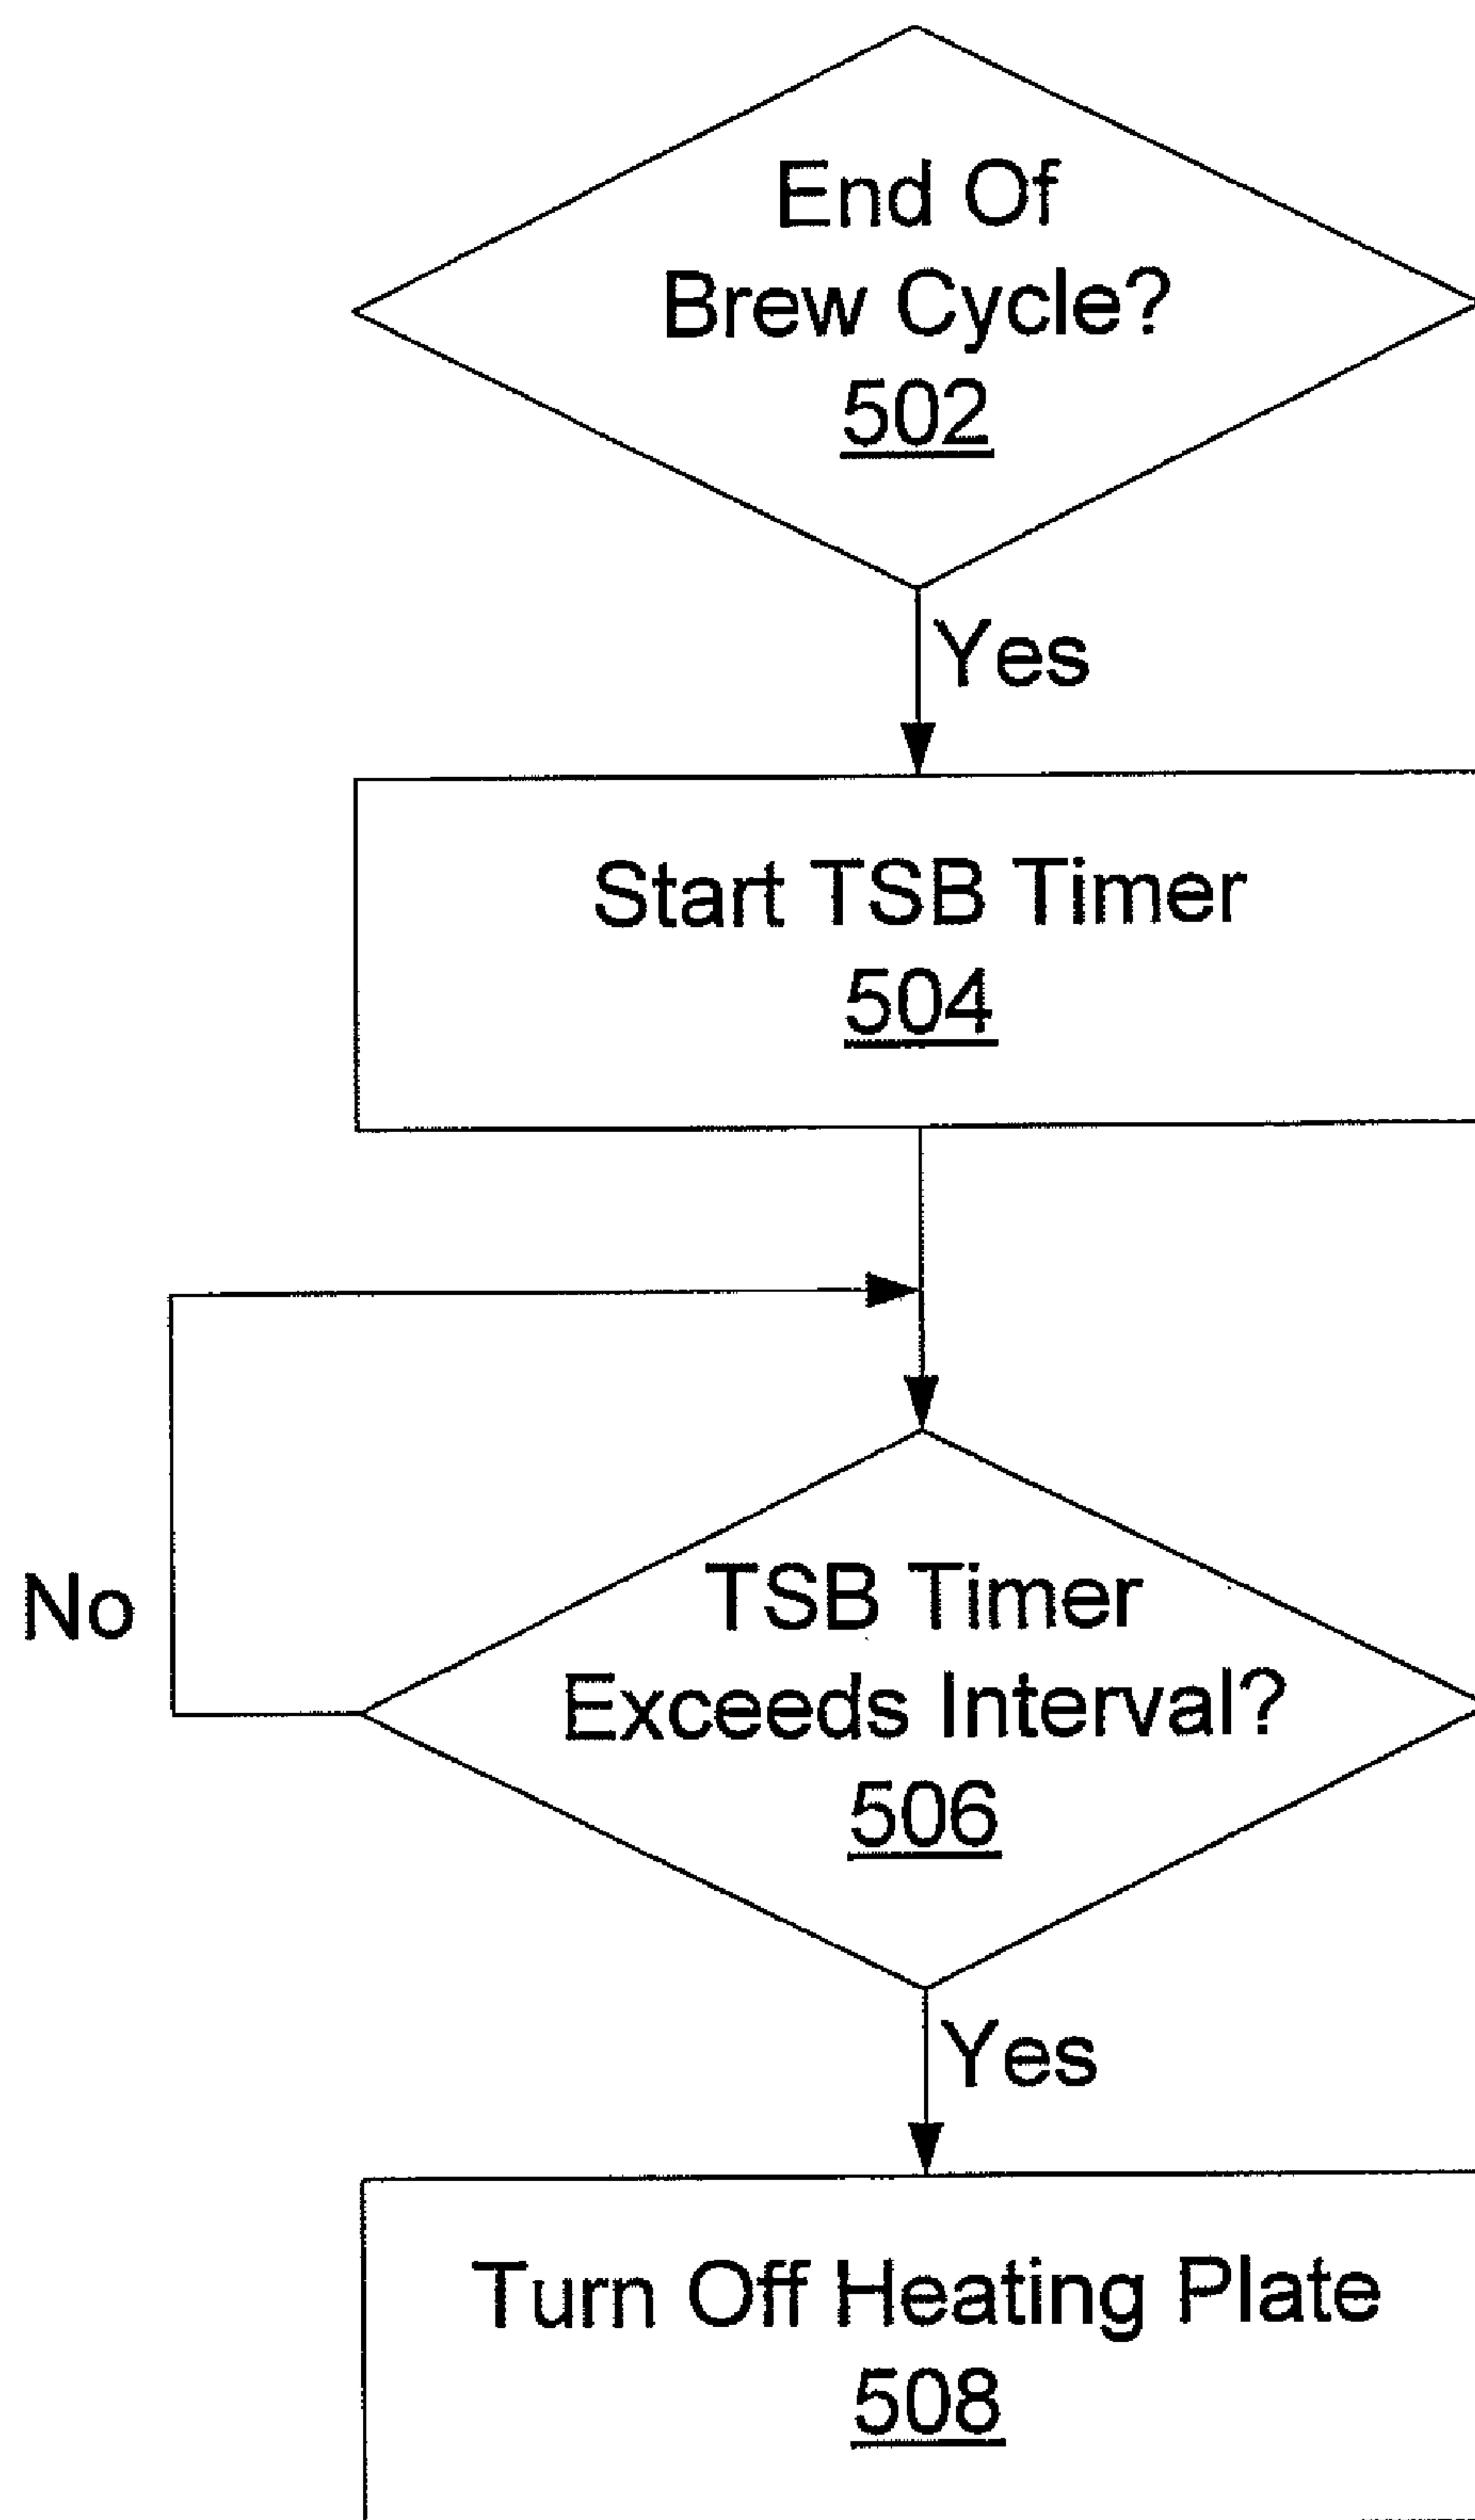 End Of
Brew Cycle?
502
Yes
Start TSB Timer
504
No
TSB Timer
Exceeds Interval?
506
Yes
Turn Off Heating Plate
508